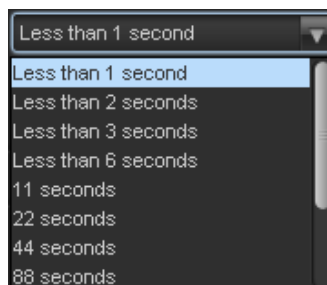 Less than 1 second
Less than 1 second
Less than 2 seconds
Less than 3 seconds
Less than 6 seconds
11 seconds
22 seconds
44 seconds
88 seconds